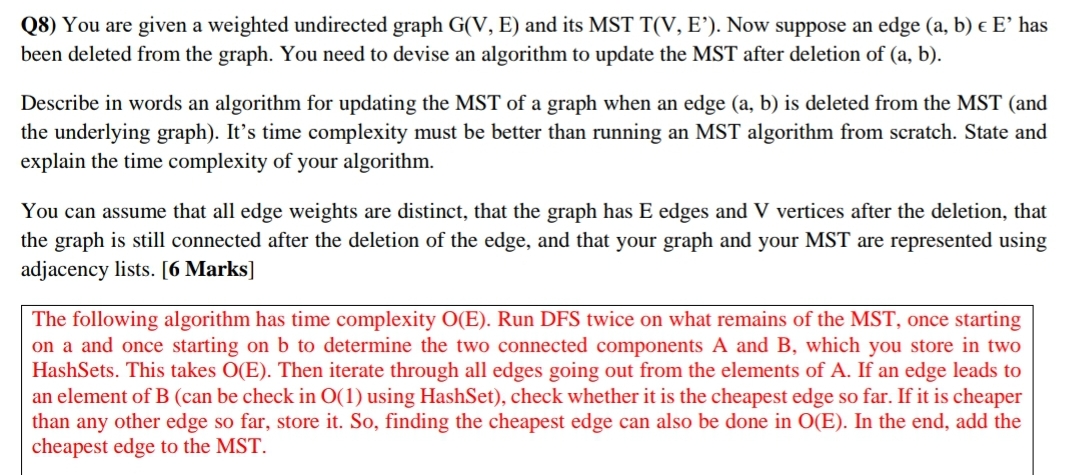 Q8) You are given a weighted undirected graph G(V, E) and its MST T(V, E’). Now suppose an edge (a, b) ϵ E’ has
been deleted from the graph. You need to devise an algorithm to update the MST after deletion of (a, b).
Describe in words an algorithm for updating the MST of a graph when an edge (a, b) is deleted from the MST (and
the underlying graph). It’s time complexity must be better than running an MST algorithm from scratch. State and
explain the time complexity of your algorithm.
You can assume that all edge weights are distinct, that the graph has E edges and V vertices after the deletion, that
the graph is still connected after the deletion of the edge, and that your graph and your MST are represented using
adjacency lists. [6 Marks]
The following algorithm has time complexity O(E). Run DFS twice on what remains of the MST, once starting
on a and once starting on b to determine the two connected components A and B, which you store in two
HashSets. This takes O(E). Then iterate through all edges going out from the elements of A. If an edge leads to
an element of B (can be check in O(1) using HashSet), check whether it is the cheapest edge so far. If it is cheaper
than any other edge so far, store it. So, finding the cheapest edge can also be done in O(E). In the end, add the
cheapest edge to the MST.